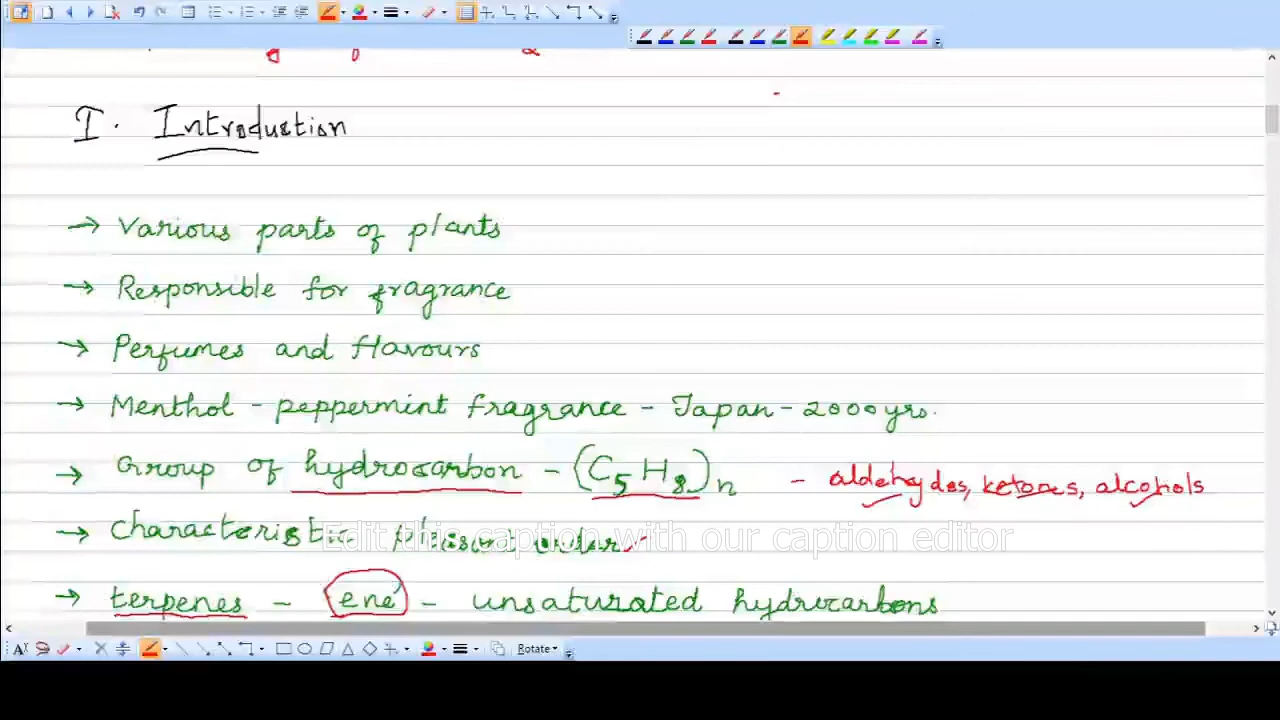 I. Introduction
→ Various parts of plants
→ Responsible for fragrance
→ Perfumes and flavours
→ Menthol - peppermint fragrance - Japan - 2000 yrs.
→ Group of hydrocarbon - (C5H8)n - aldehydes, ketones, alcohols
→ Characteristic pleasant
Edit this caption with our caption editor
→ terpenes - ene - unsaturated hydrocarbons
Rotate